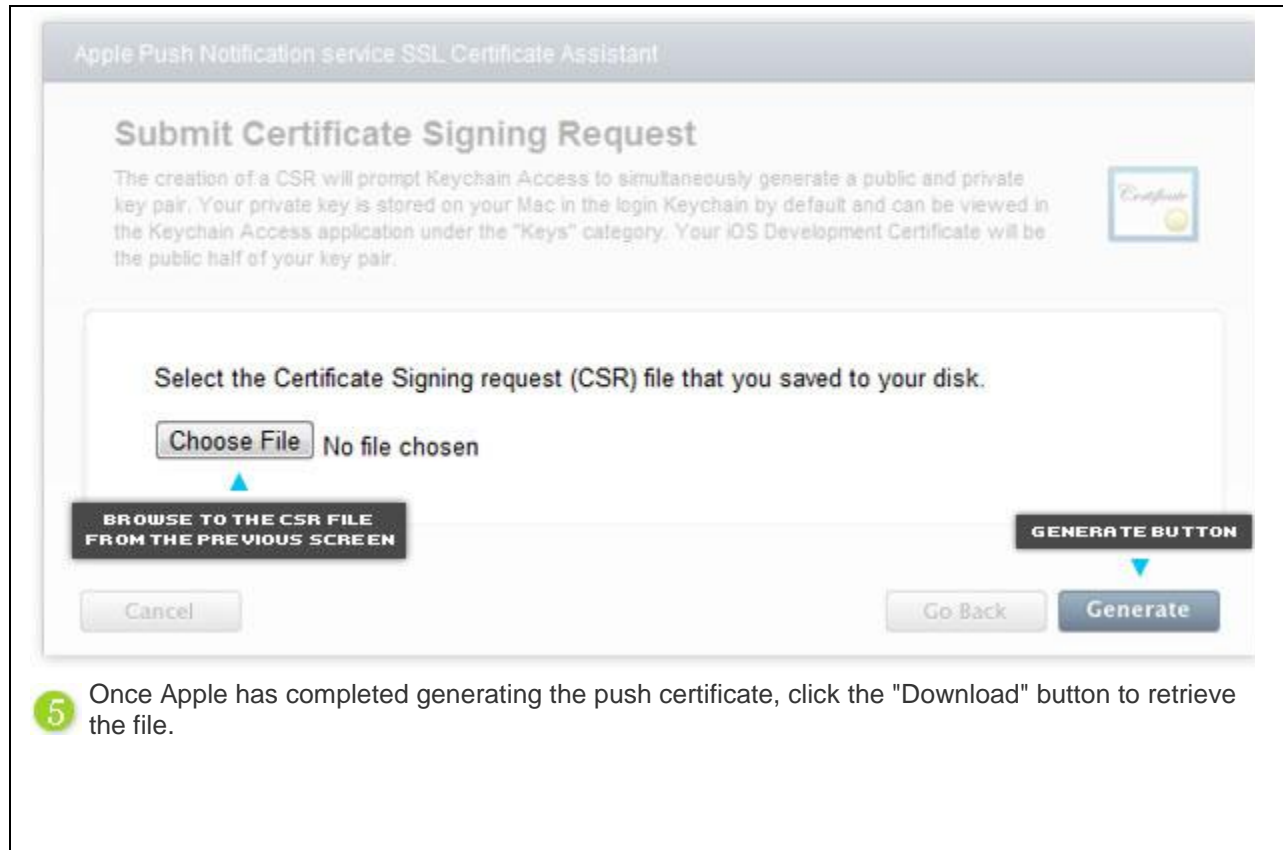 Apple Push Notification service SSL Certificate Assistant
Submit Certificate Signing Request
The creation of a CSR will prompt Keychain Access to simultaneously generate a public and private
key pair. Your private key is stored on your Mac in the login Keychain by default and can be viewed in
the Keychain Access application under the "Keys" category. Your iOS Development Certificate will be
the public half of your key pair.
Certificate
Select the Certificate Signing request (CSR) file that you saved to your disk.
Choose File No file chosen
BROWSE TO THE CSR FILE
FROM THE PREVIOUS SCREEN
GENERATE BUTTON
Cancel
Go Back
Generate
5 Once Apple has completed generating the push certificate, click the "Download" button to retrieve
the file.